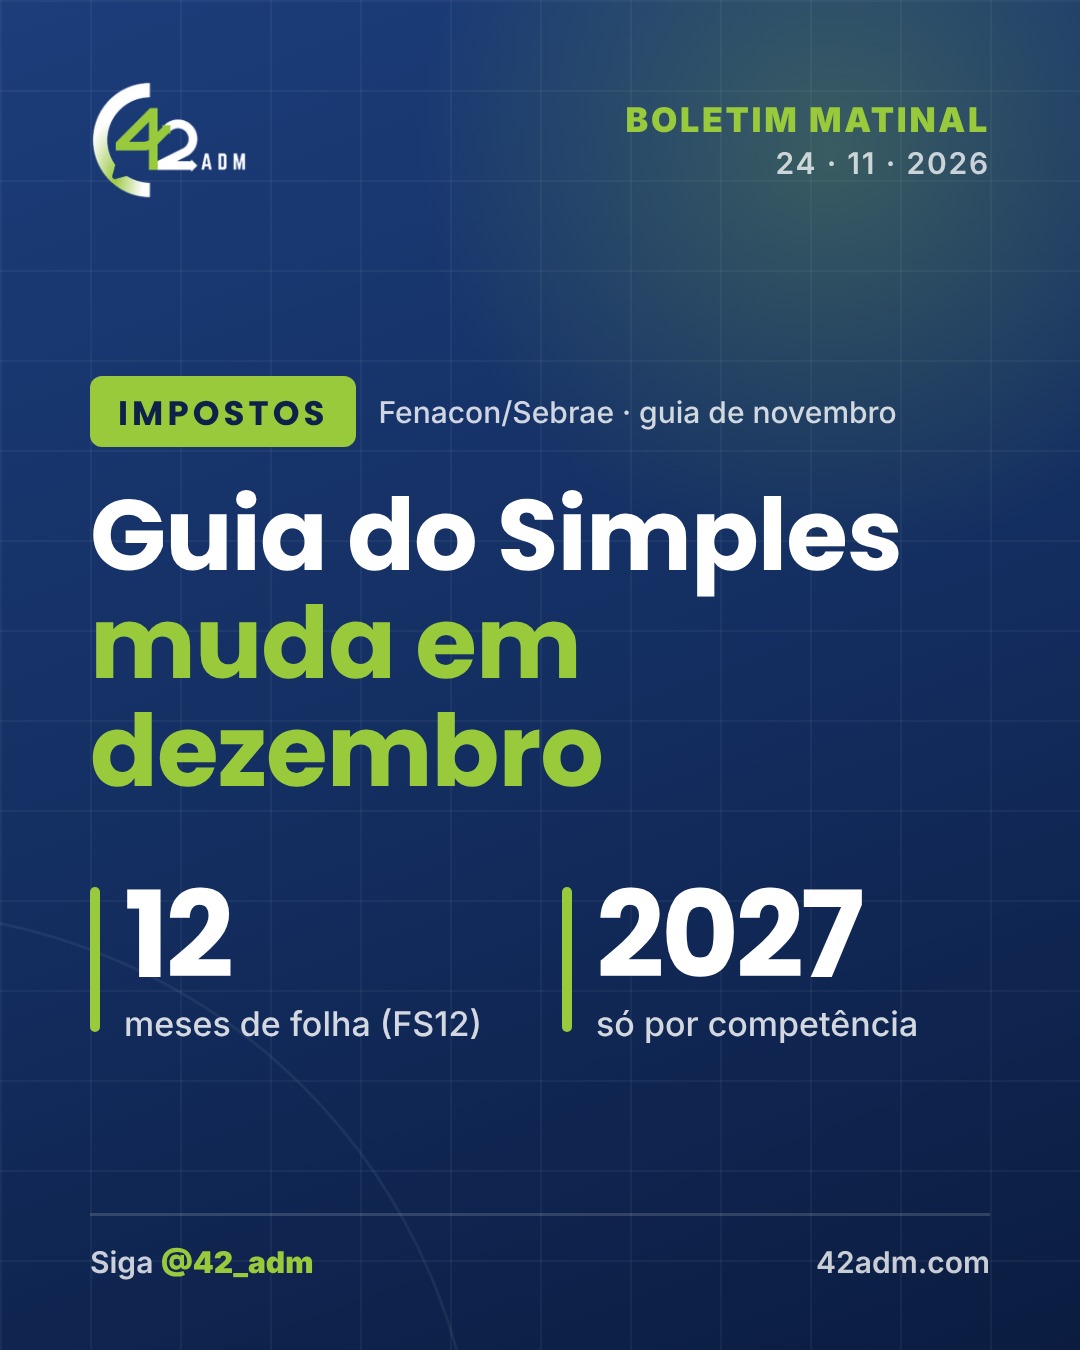 42 ADM
BOLETIM MATINAL
24 · 11 · 2026
IMPOSTOS
Fenacon/Sebrae · guia de novembro
Guia do Simples
muda em
dezembro
12
meses de folha (FS12)
2027
só por competência
Siga @42_adm
42adm.com